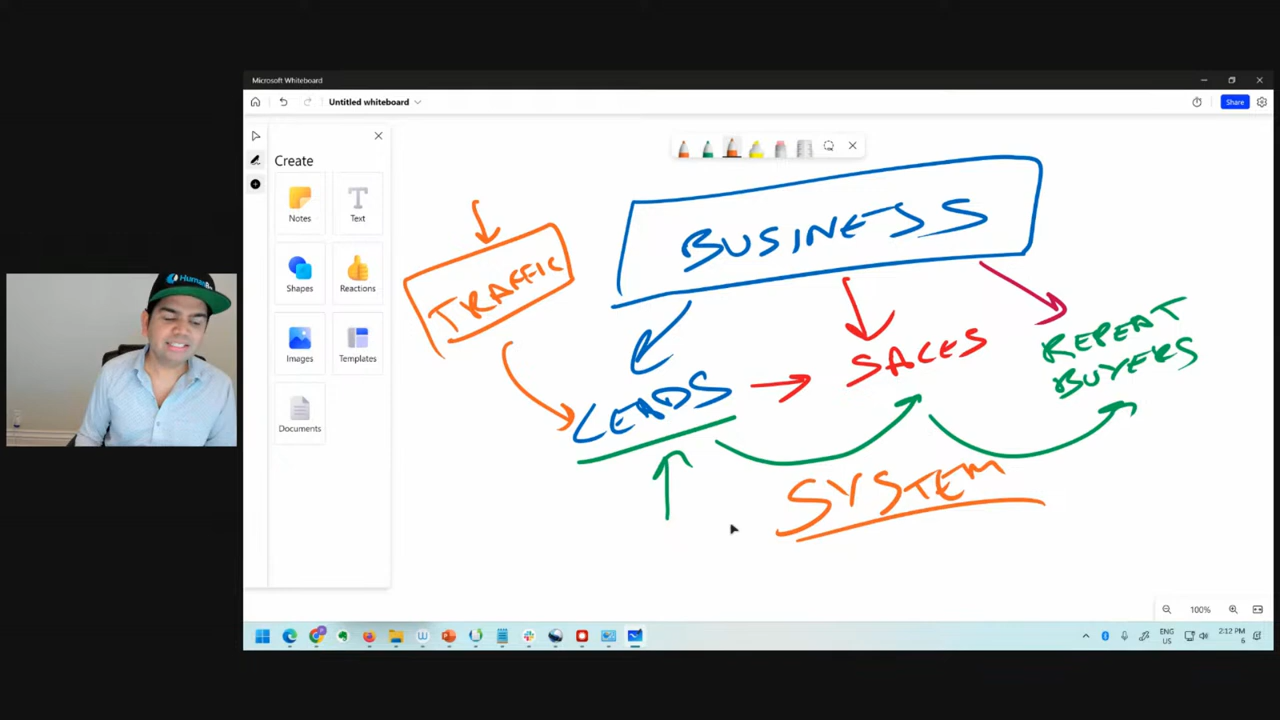 Microsoft Whiteboard
Untitled whiteboard
Share
Create
Notes
Text
Shapes
Reactions
Images
Templates
Documents
BUSINESS
TRAFFIC
LEADS
SALES
REPEAT
BUYERS
SYSTEM
100%
ENG
US
2:12 PM
6